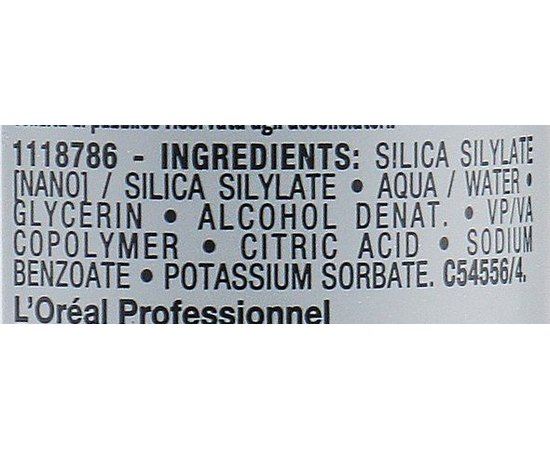 1118786 - INGREDIENTS: SILICA SILYLATE
[NANO] / SILICA SILYLATE • AQUA / WATER •
GLYCERIN • ALCOHOL DENAT. • VP/VA
COPOLYMER • CITRIC ACID • SODIUM
BENZOATE • POTASSIUM SORBATE. C54556/4.
L'Oréal Professionnel